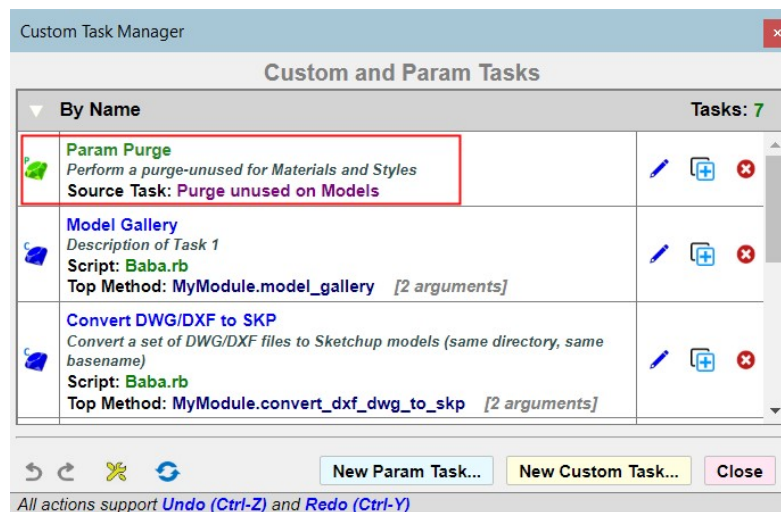 Custom Task Manager
Custom and Param Tasks
By Name Tasks: 7
Param Purge
Perform a purge-unused for Materials and Styles
Source Task: Purge unused on Models
Model Gallery
Description of Task 1
Script: Baba.rb
Top Method: MyModule.model_gallery [2 arguments]
Convert DWG/DXF to SKP
Convert a set of DWG/DXF files to Sketchup models (same directory, same
basename)
Script: Baba.rb
Top Method: MyModule.convert_dxf_dwg_to_skp [2 arguments]
New Param Task... New Custom Task... Close
All actions support Undo (Ctrl-Z) and Redo (Ctrl-Y)